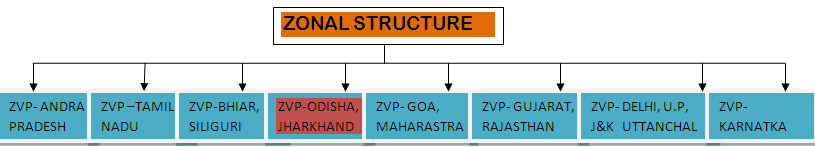 ZONAL STRUCTURE
ZVP- ANDRA
PRADESH
ZVP –TAMIL
NADU
ZVP-BHIAR,
SILIGURI
ZVP-ODISHA,
JHARKHAND
ZVP- GOA,
MAHARASTRA
ZVP- GUJARAT,
RAJASTHAN
ZVP- DELHI, U.P,
J&K UTTANCHAL
ZVP-
KARNATKA